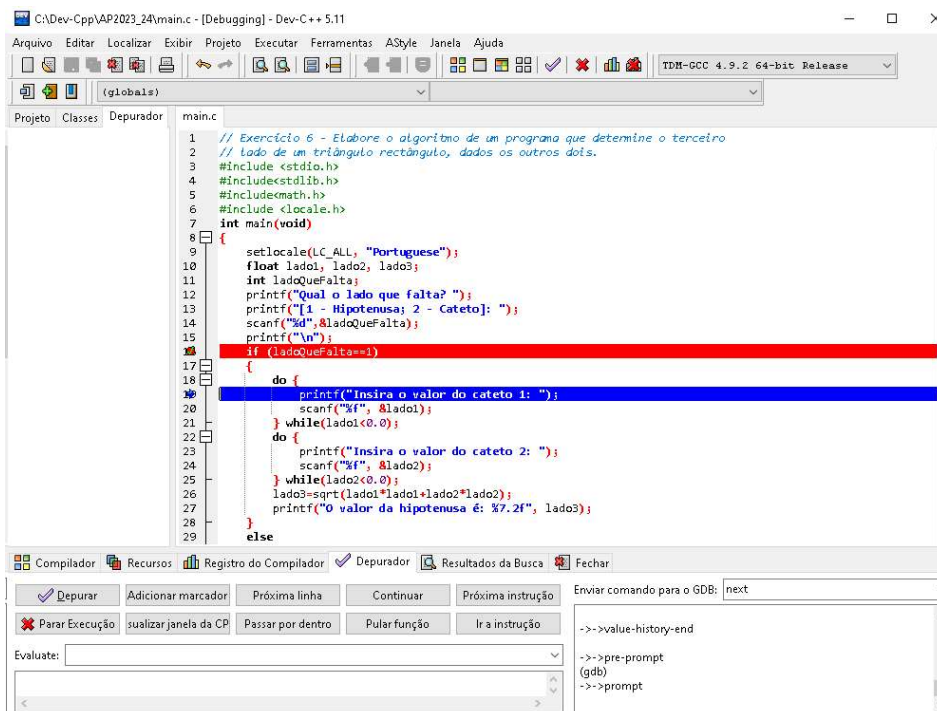 C:\Dev-Cpp\AP2023_24\main.c - [Debugging] - Dev-C++ 5.11
Arquivo Editar Localizar Exibir Projeto Executar Ferramentas AStyle Janela Ajuda
TDM-GCC 4.9.2 64-bit Release
(globals)
Projeto Classes Depurador main.c
1 // Exercício 6 - Elabore o algoritmo de um programa que determine o terceiro
2 // lado de um triângulo rectângulo, dados os outros dois.
3 #include <stdio.h>
4 #include<stdlib.h>
5 #include<math.h>
6 #include <locale.h>
7 int main(void)
8 {
9 setlocale(LC_ALL, "Portuguese");
10 float lado1, lado2, lado3;
11 int ladoQueFalta;
12 printf("Qual o lado que falta? ");
13 printf("[1 - Hipotenusa; 2 - Cateto]: ");
14 scanf("%d",&ladoQueFalta);
15 printf("\n");
if (ladoQueFalta==1)
17 {
18 do {
printf("Insira o valor do cateto 1: ");
20 scanf("%f", &lado1);
21 } while(lado1<0.0);
22 do {
23 printf("Insira o valor do cateto 2: ");
24 scanf("%f", &lado2);
25 } while(lado2<0.0);
26 lado3=sqrt(lado1*lado1+lado2*lado2);
27 printf("O valor da hipotenusa é: %7.2f", lado3);
28 }
29 else
Compilador Recursos Registro do Compilador Depurador Resultados da Busca Fechar
Depurar Adicionar marcador Próxima linha Continuar Próxima instrução Enviar comando para o GDB: next
Parar Execução sualizar janela da CP Passar por dentro Pular função Ir a instrução
->->value-history-end
Evaluate:
->->pre-prompt
(gdb)
->->prompt